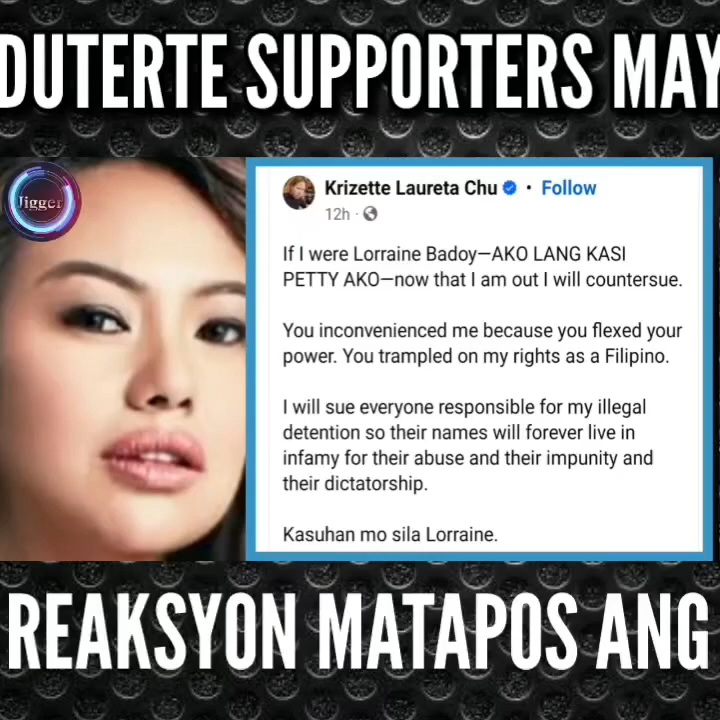 DUTERTE SUPPORTERS MAY
Jigger
Krizette Laureta Chu • Follow
12h ·
If I were Lorraine Badoy—AKO LANG KASI
PETTY AKO—now that I am out I will countersue.
You inconvenienced me because you flexed your
power. You trampled on my rights as a Filipino.
I will sue everyone responsible for my illegal
detention so their names will forever live in
infamy for their abuse and their impunity and
their dictatorship.
Kasuhan mo sila Lorraine.
REAKSYON MATAPOS ANG